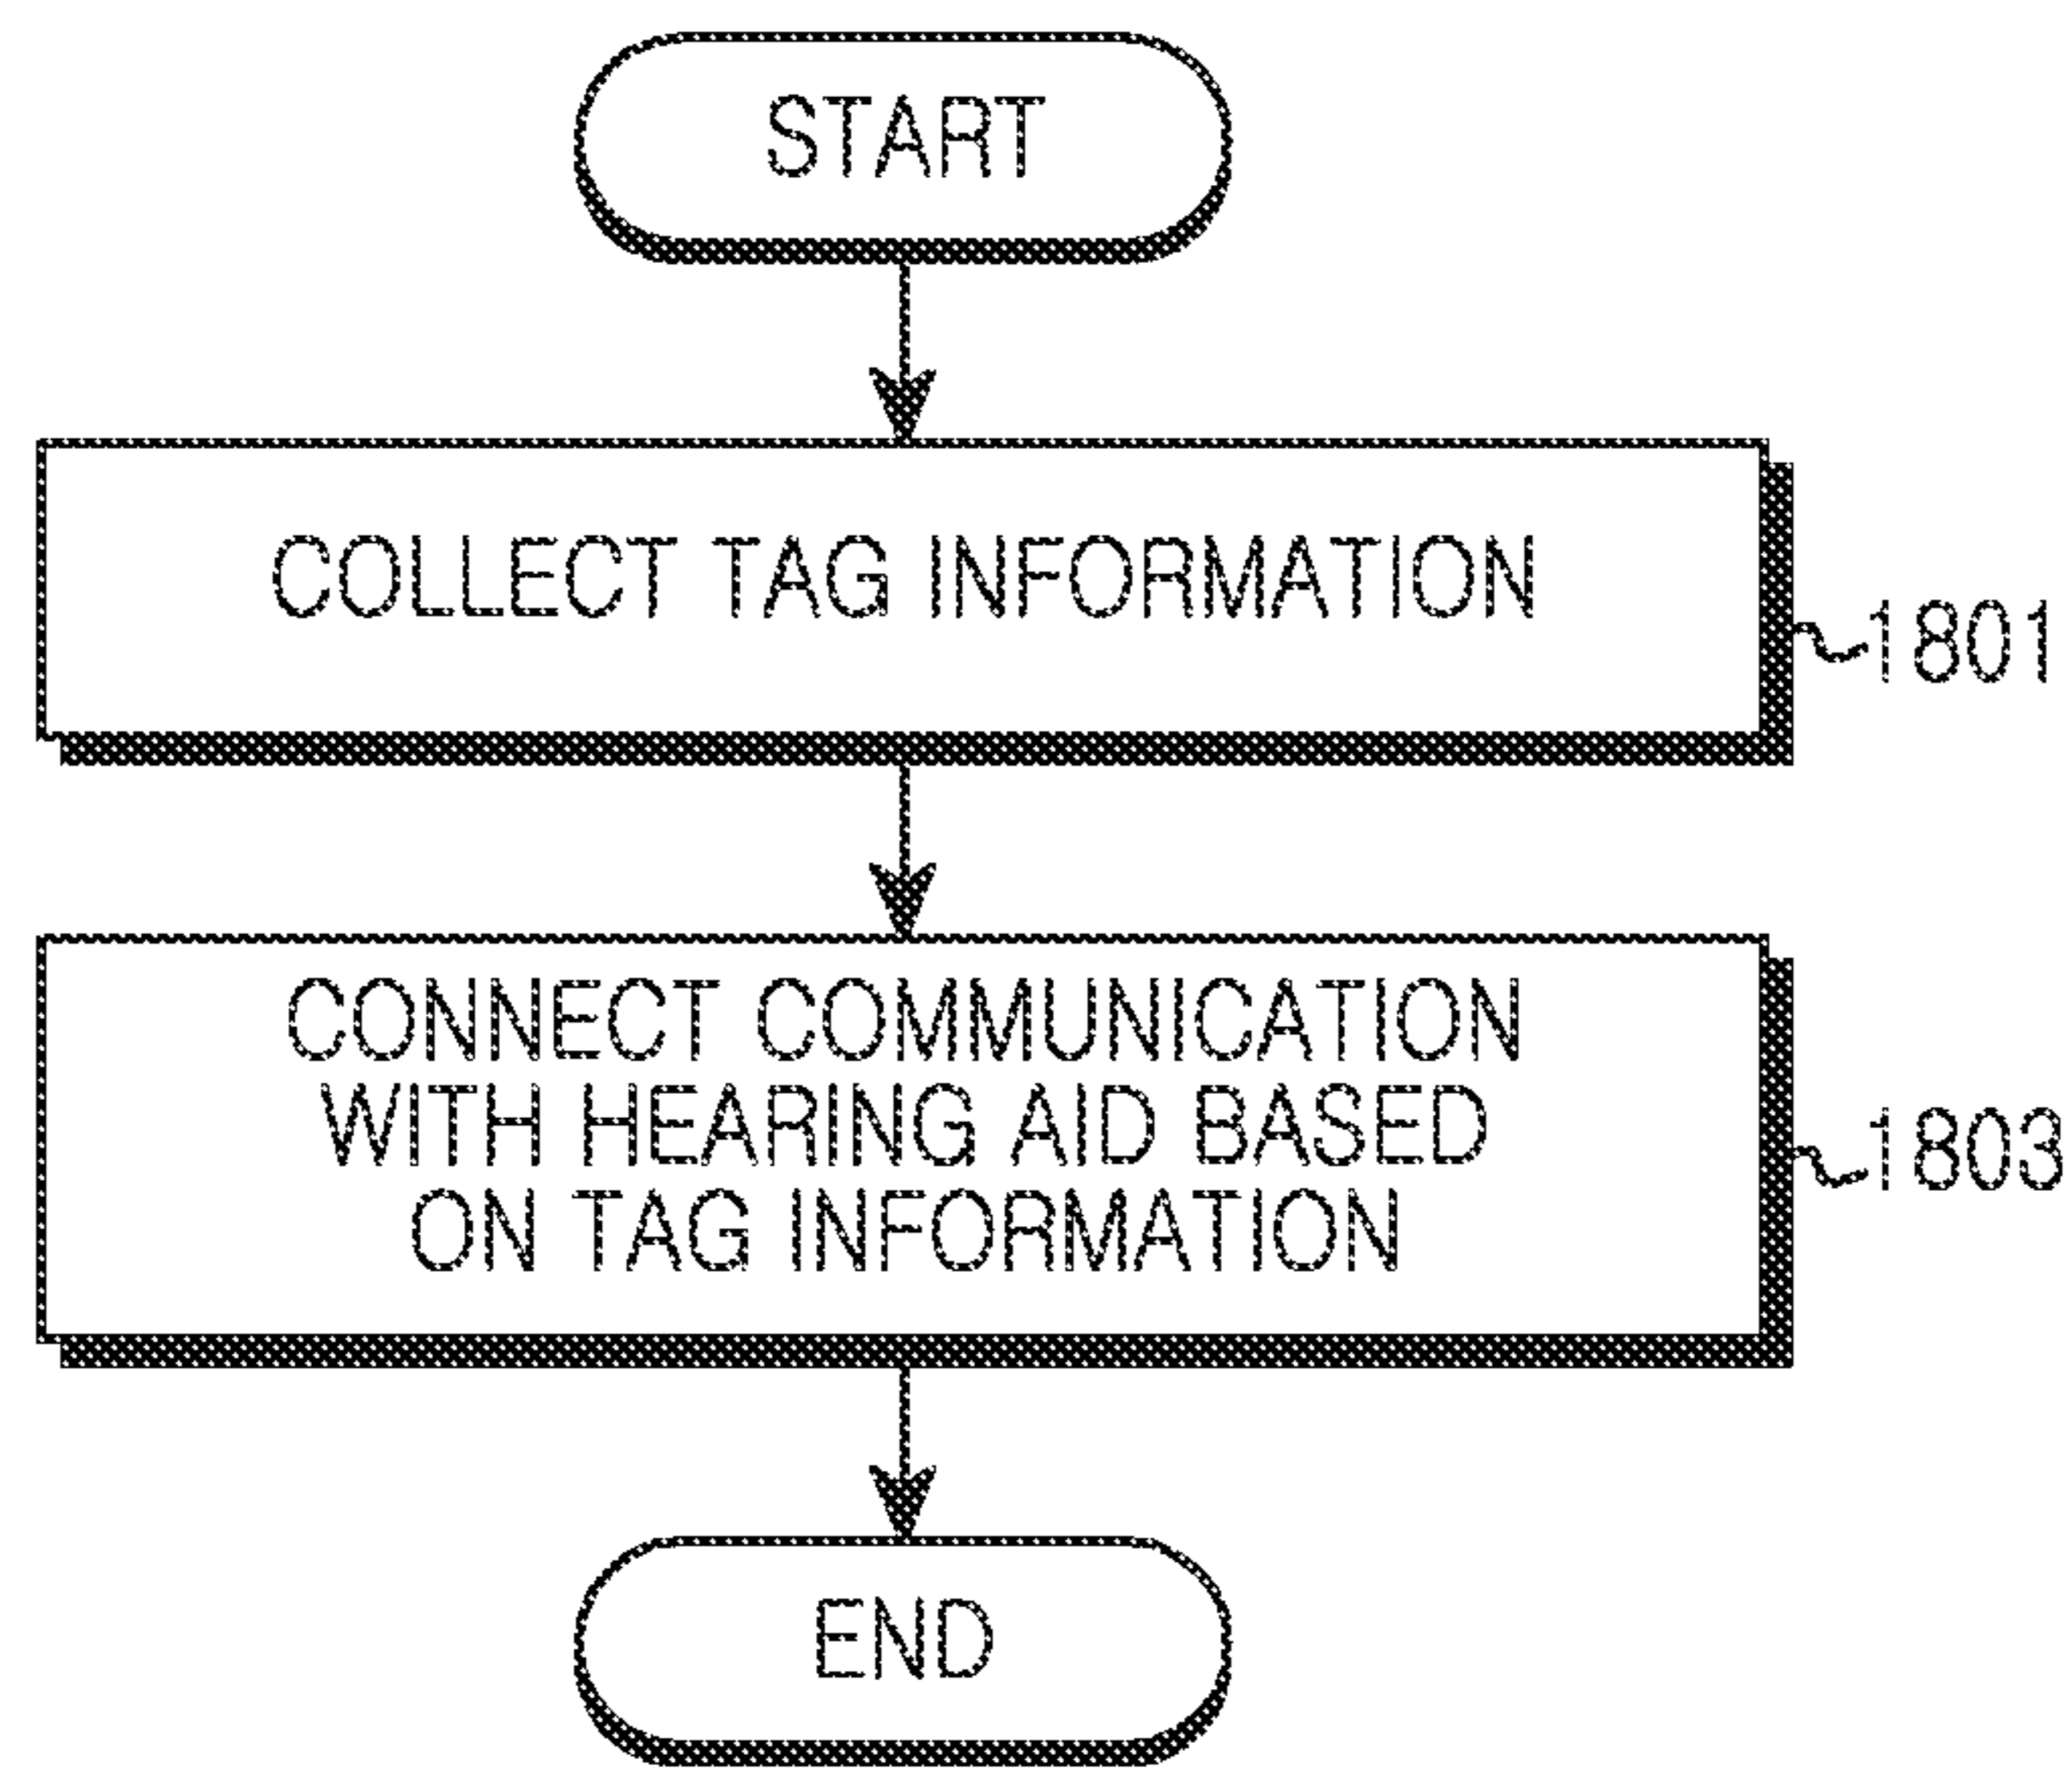 START
COLLECT TAG INFORMATION
1801
CONNECT COMMUNICATION
WITH HEARING AID BASED
ON TAG INFORMATION
1803
END